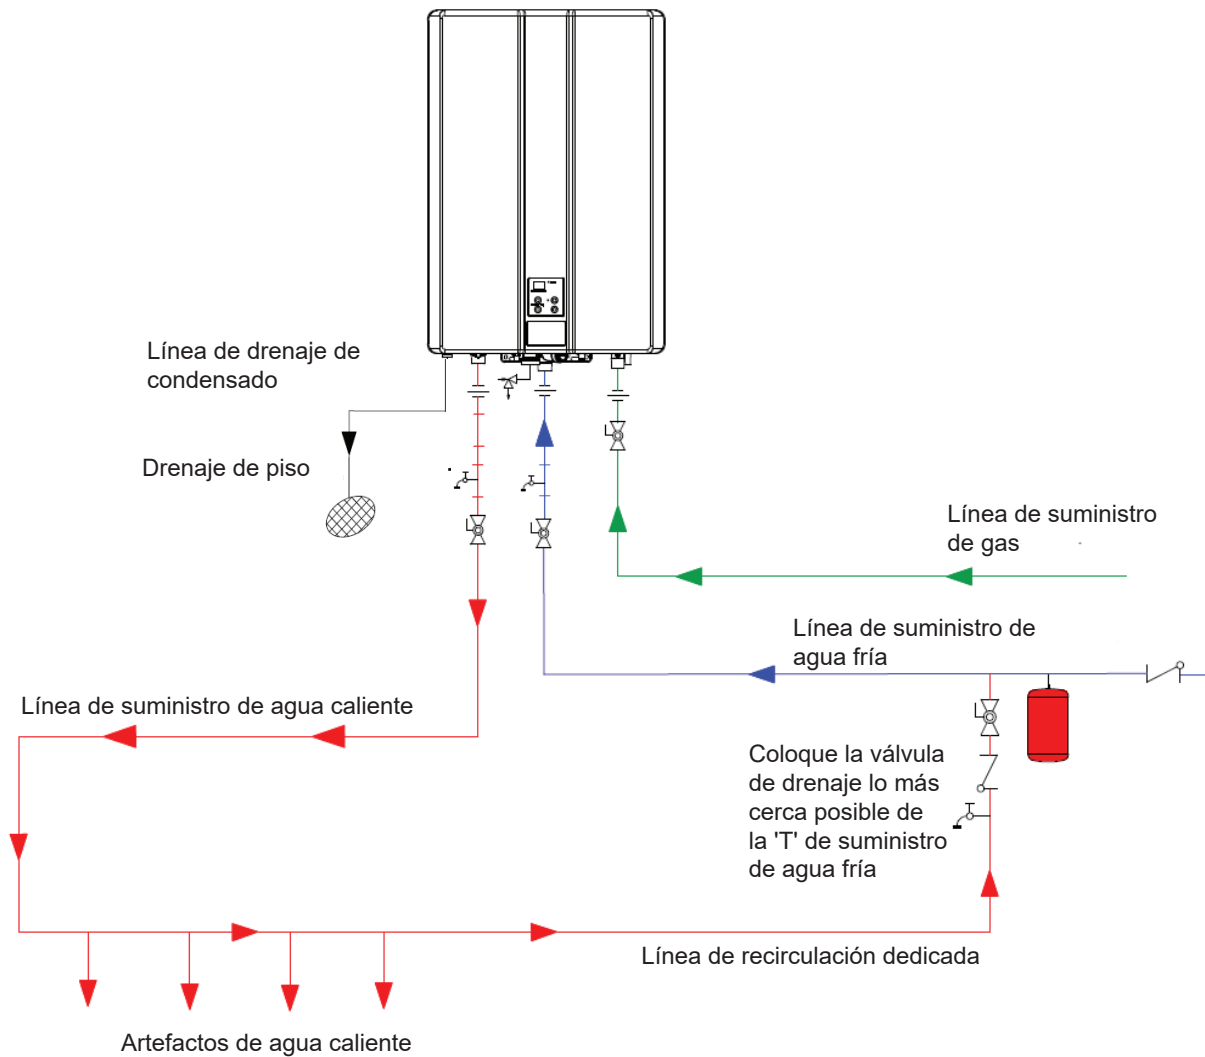 Línea de drenaje de
condensado
Drenaje de piso
Línea de suministro
de gas
Línea de suministro de
agua fría
Línea de suministro de agua caliente
Coloque la válvula
de drenaje lo más
cerca posible de
la 'T' de suministro
de agua fría
Línea de recirculación dedicada
Artefactos de agua caliente